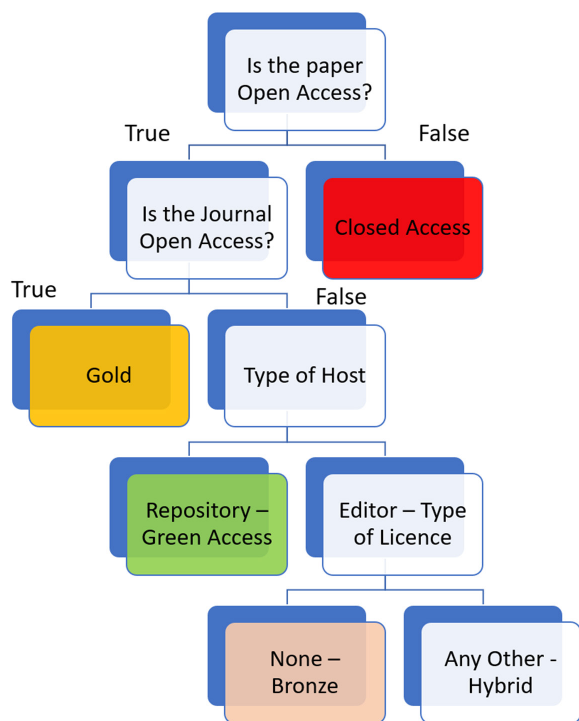 Is the paper
Open Access?
True
False
Is the Journal
Open Access?
Closed Access
True
False
Gold
Type of Host
Repository –
Green Access
Editor – Type
of Licence
None –
Bronze
Any Other -
Hybrid